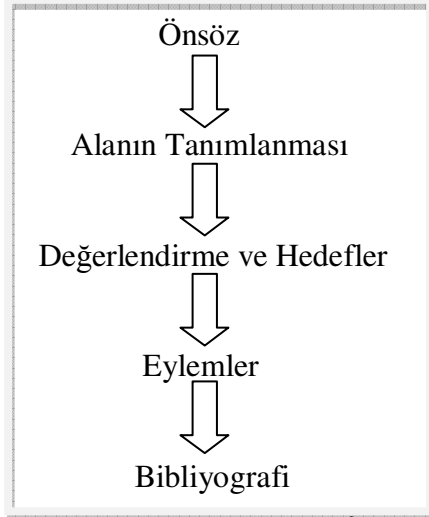 Önsöz
Alanın Tanımlanması
Değerlendirme ve Hedefler
Eylemler
Bibliyografi